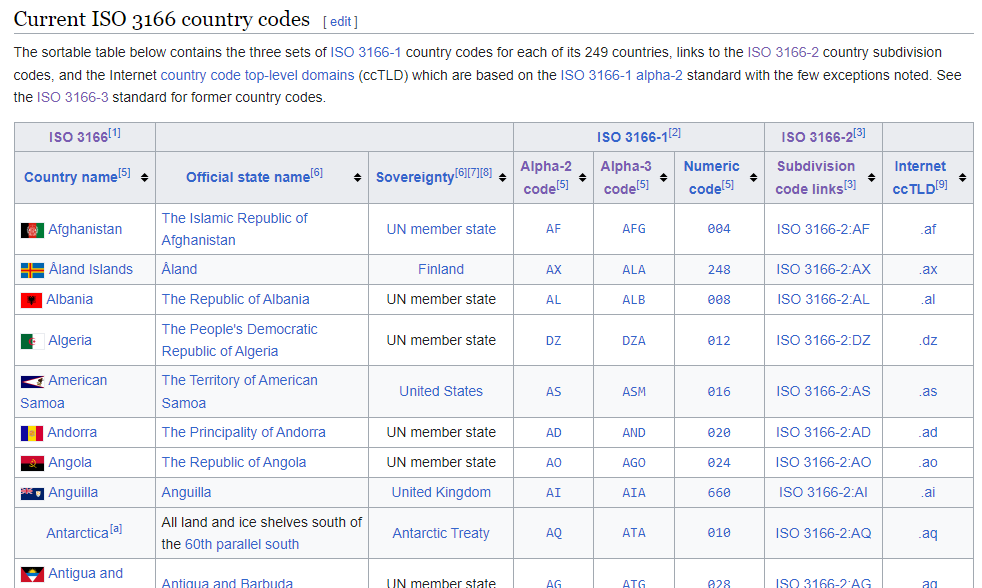 Current ISO 3166 country codes [ edit ]
The sortable table below contains the three sets of ISO 3166-1 country codes for each of its 249 countries, links to the ISO 3166-2 country subdivision
codes, and the Internet country code top-level domains (ccTLD) which are based on the ISO 3166-1 alpha-2 standard with the few exceptions noted. See
the ISO 3166-3 standard for former country codes.
ISO 3166[1] ISO 3166-1[2] ISO 3166-2[3]
Country name[5] Official state name[6] Sovereignty[6][7][8] Alpha-2 code[5] Alpha-3 code[5] Numeric code[5] Subdivision code links[3] Internet ccTLD[9]
Afghanistan The Islamic Republic of Afghanistan UN member state AF AFG 004 ISO 3166-2:AF .af
Åland Islands Åland Finland AX ALA 248 ISO 3166-2:AX .ax
Albania The Republic of Albania UN member state AL ALB 008 ISO 3166-2:AL .al
Algeria The People's Democratic Republic of Algeria UN member state DZ DZA 012 ISO 3166-2:DZ .dz
American Samoa The Territory of American Samoa United States AS ASM 016 ISO 3166-2:AS .as
Andorra The Principality of Andorra UN member state AD AND 020 ISO 3166-2:AD .ad
Angola The Republic of Angola UN member state AO AGO 024 ISO 3166-2:AO .ao
Anguilla Anguilla United Kingdom AI AIA 660 ISO 3166-2:AI .ai
Antarctica[a] All land and ice shelves south of the 60th parallel south Antarctic Treaty AQ ATA 010 ISO 3166-2:AQ .aq
Antigua and Antigua and Barbuda UN member state AG ATG 028 ISO 3166-2:AG .ag